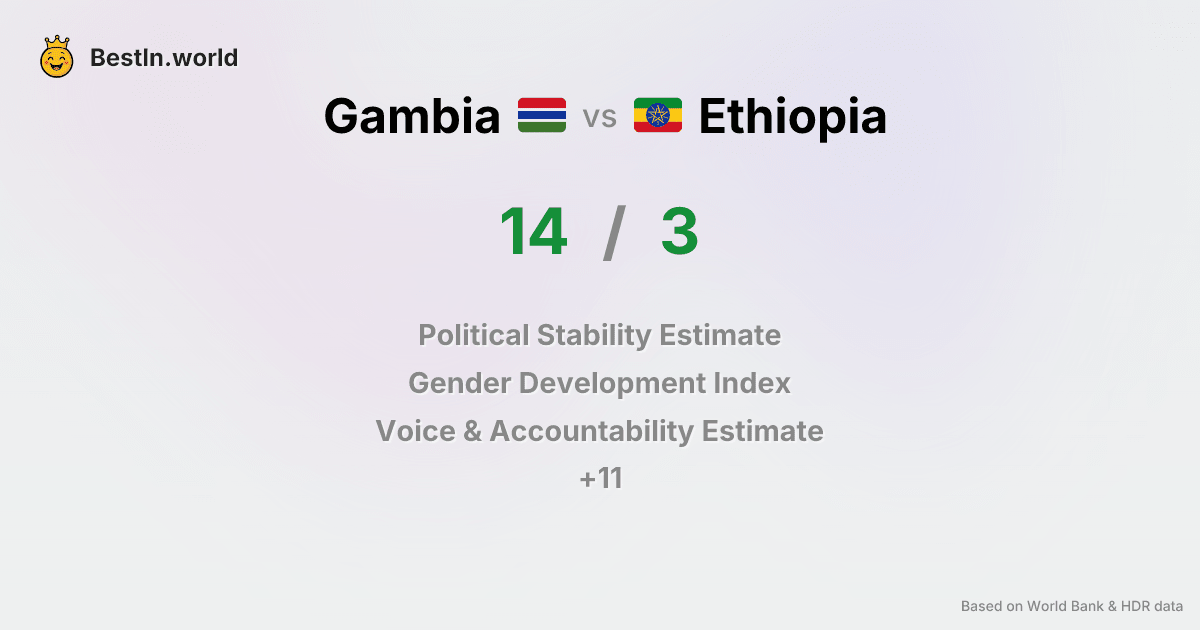 BestIn.world
Gambia vs Ethiopia
14 / 3
Political Stability Estimate
Gender Development Index
Voice & Accountability Estimate
+11
Based on World Bank & HDR data